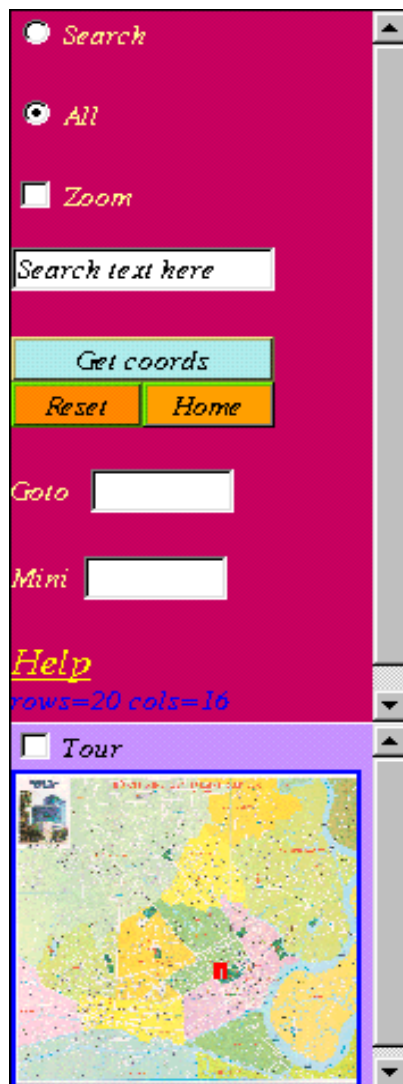 Search
All
Zoom
Search text here
Get coords
Reset Home
Goto
Mini
Help
rows=20 cols=16
Tour